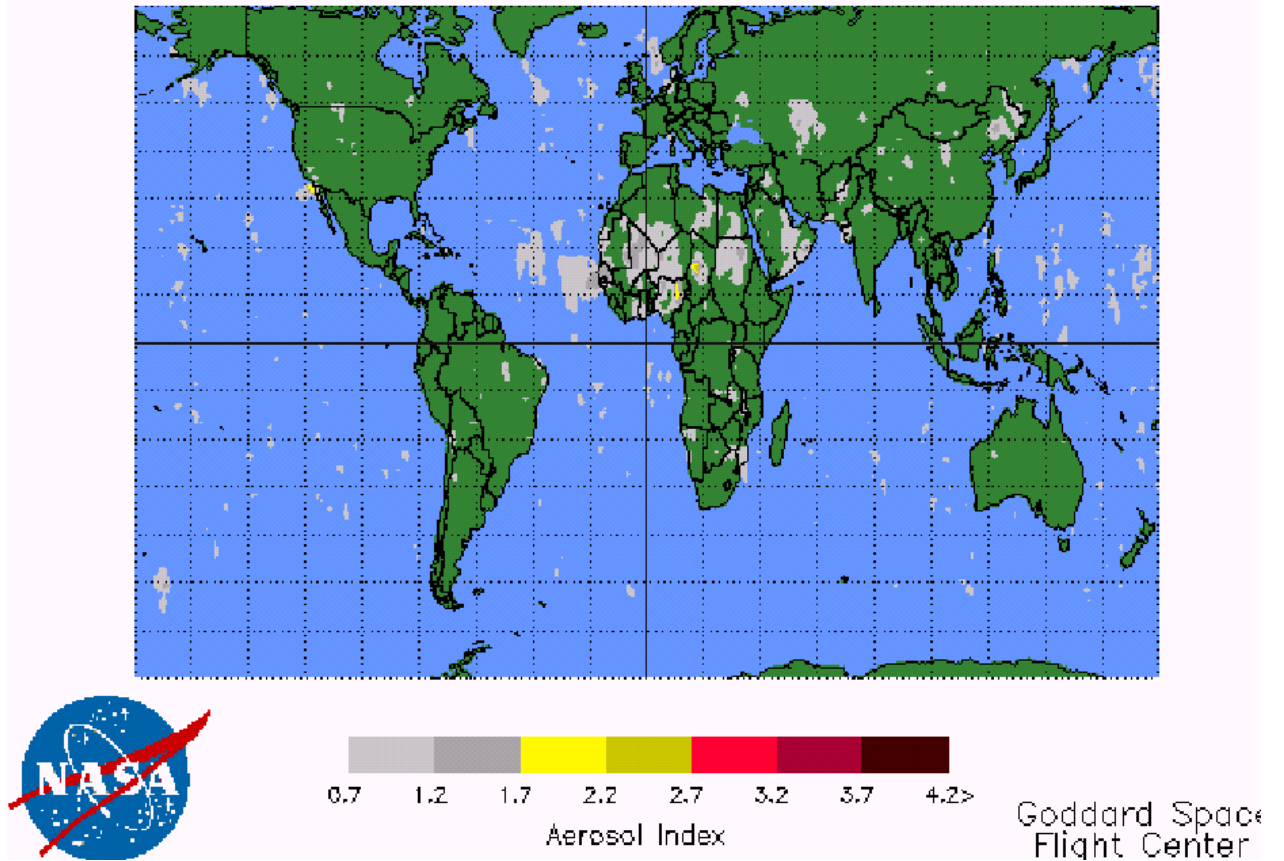 NASA
0.7 1.2 1.7 2.2 2.7 3.2 3.7 4.2>
Aerosol Index
Goddard Space
Flight Center